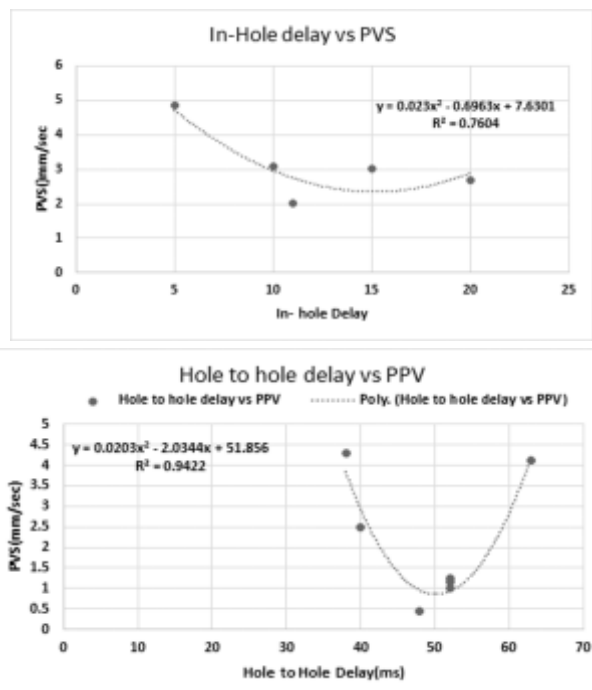 In-Hole delay vs PVS
6
5
4
3
2
1
0
PVS()mm/sec
y = 0.023x² - 0.6963x + 7.6301
R² = 0.7604
0 5 10 15 20 25
In- hole Delay
Hole to hole delay vs PPV
Hole to hole delay vs PPV Poly. (Hole to hole delay vs PPV)
5
4.5
4
3.5
3
2.5
2
1.5
1
0.5
0
PVS(mm/sec)
y = 0.0203x² - 2.0344x + 51.856
R² = 0.9422
0 10 20 30 40 50 60 70
Hole to Hole Delay(ms)